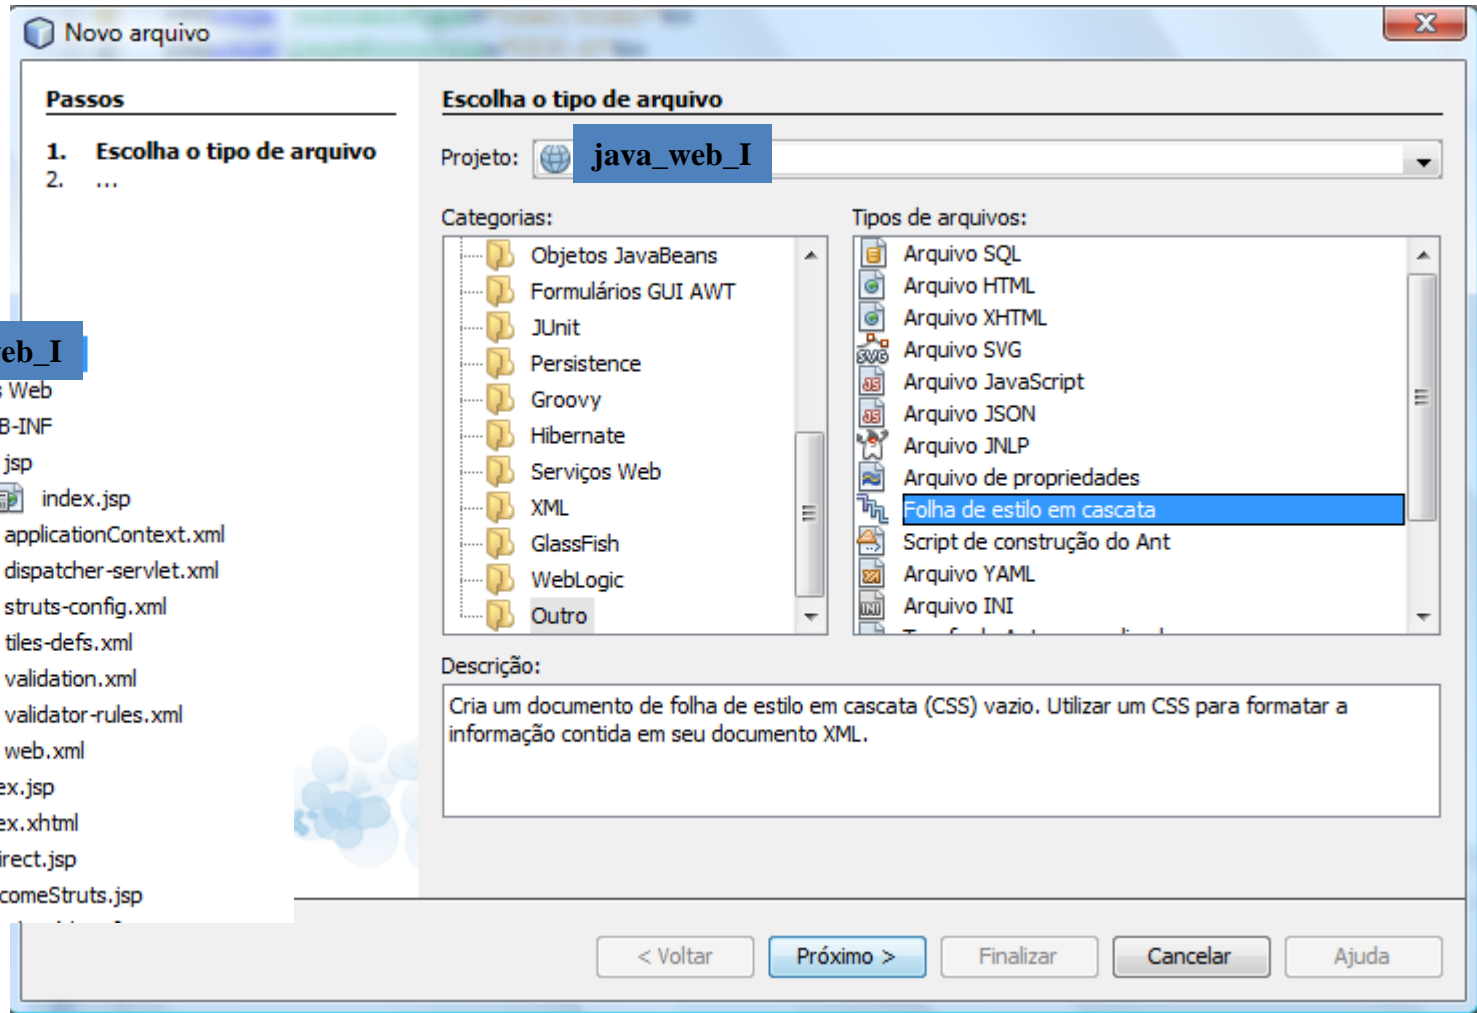 Novo arquivo
Passos
1. Escolha o tipo de arquivo
2. ...
Escolha o tipo de arquivo
Projeto: java_web_I
Categorias:
Objetos JavaBeans
Formulários GUI AWT
JUnit
Persistence
Groovy
Hibernate
Serviços Web
XML
GlassFish
WebLogic
Outro
Tipos de arquivos:
Arquivo SQL
Arquivo HTML
Arquivo XHTML
Arquivo SVG
Arquivo JavaScript
Arquivo JSON
Arquivo JNLP
Arquivo de propriedades
Folha de estilo em cascata
Script de construção do Ant
Arquivo YAML
Arquivo INI
Descrição:
Cria um documento de folha de estilo em cascata (CSS) vazio. Utilizar um CSS para formatar a
informação contida em seu documento XML.
eb_I
s Web
B-INF
jsp
index.jsp
applicationContext.xml
dispatcher-servlet.xml
struts-config.xml
tiles-defs.xml
validation.xml
validator-rules.xml
web.xml
ex.jsp
ex.xhtml
irect.jsp
comeStruts.jsp
< Voltar
Próximo >
Finalizar
Cancelar
Ajuda